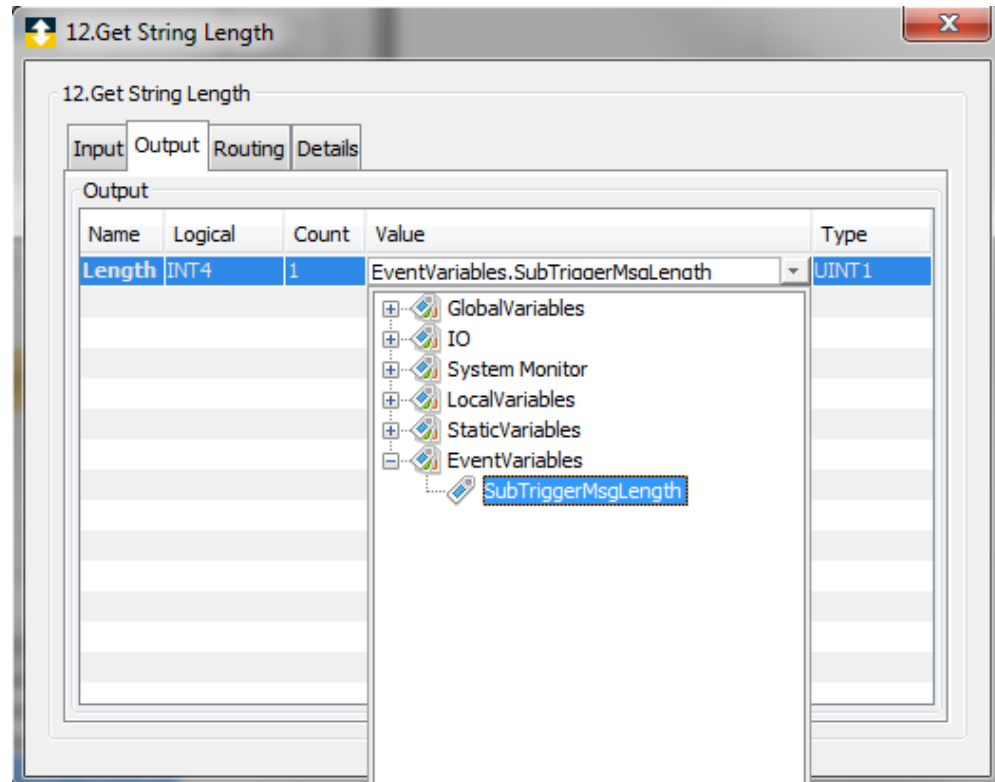 12.Get String Length
X
12.Get String Length
Input Output Routing Details
Output
Name Logical Count Value Type
Length INT4 1 EventVariables.SubTriggerMsgLength UINT1
GlobalVariables
IO
System Monitor
LocalVariables
StaticVariables
EventVariables
SubTriggerMsgLength